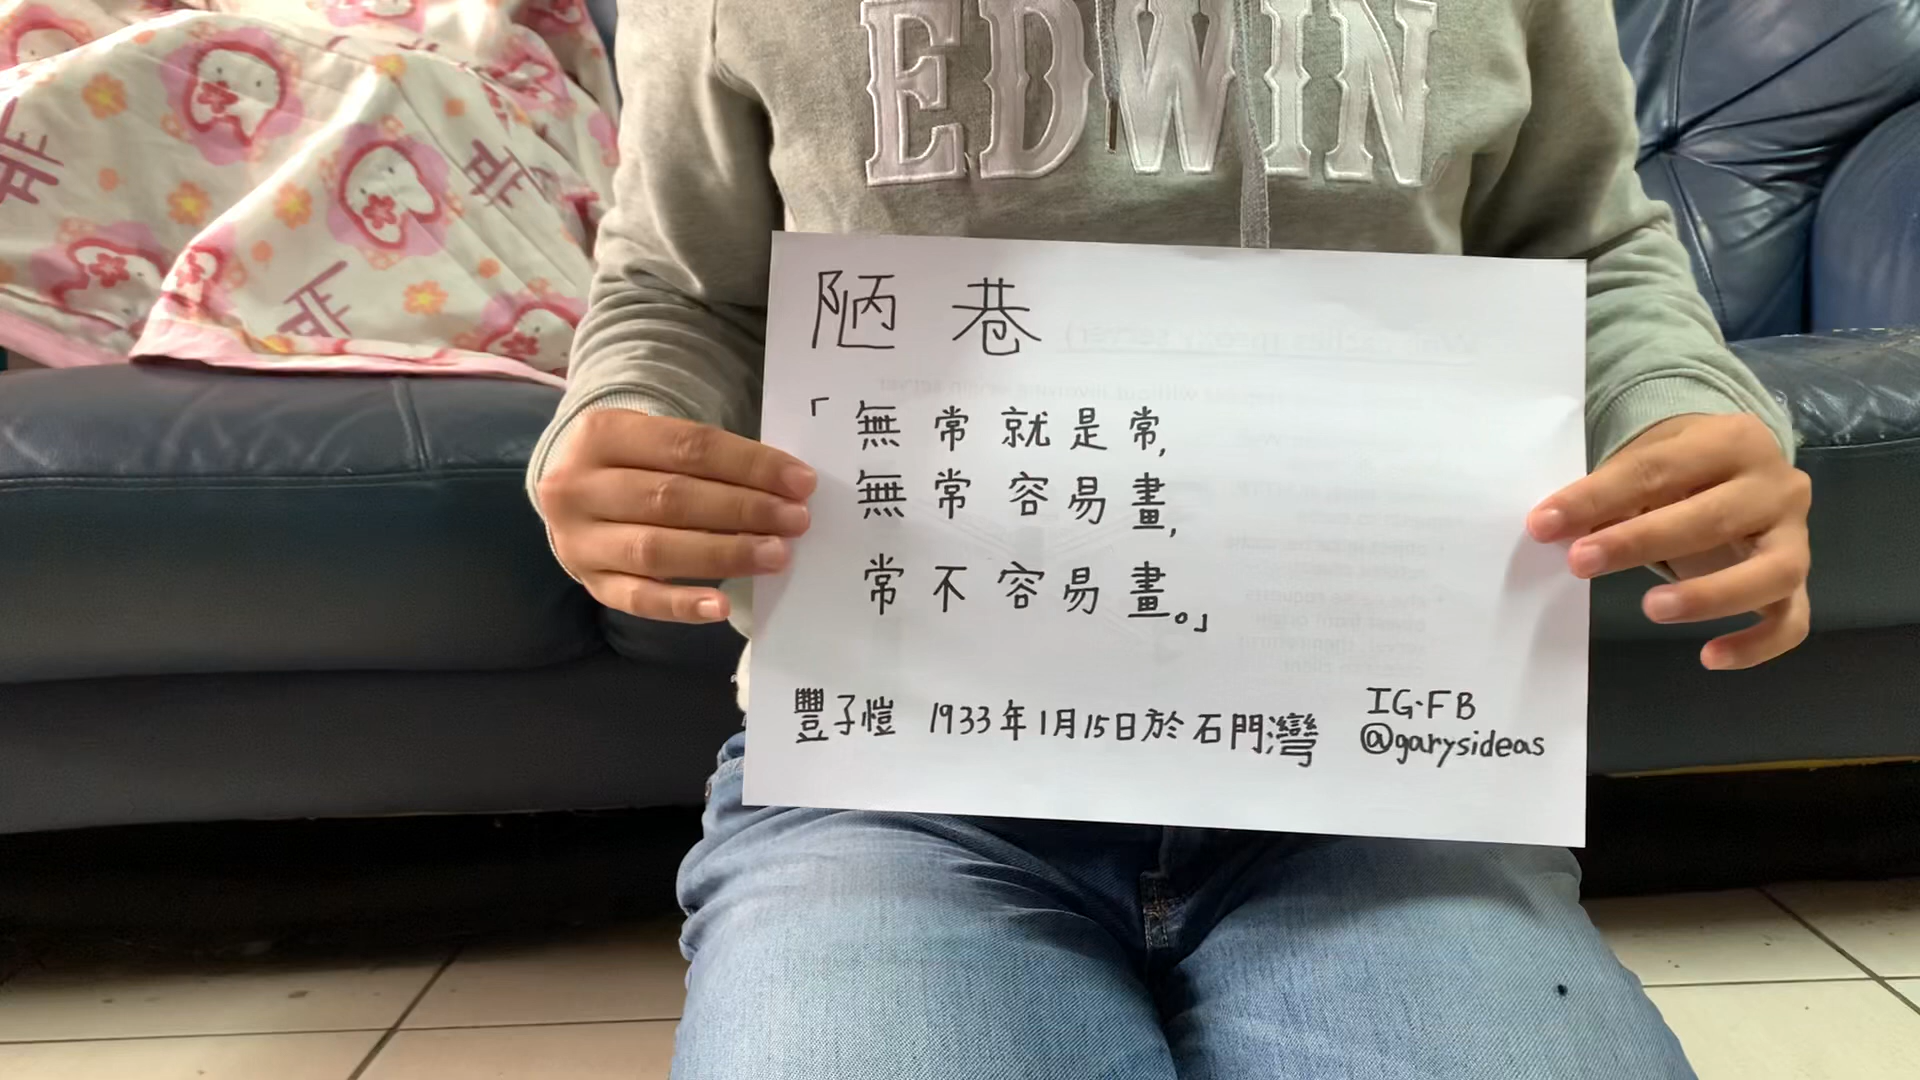 EDWIN
陋巷
「無常就是常,
無常容易畫,
常不容易畫。」
豐子愷 1933年1月15日於石門灣
IG·FB
@garysideas